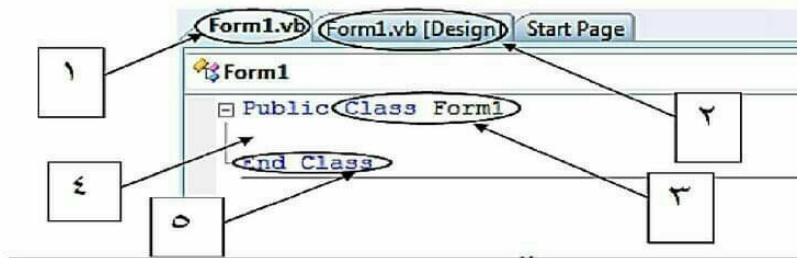 Form1.vb Form1.vb [Design] Start Page
١
Form1
Public Class Form1
٢
٤
End Class
٣
٥